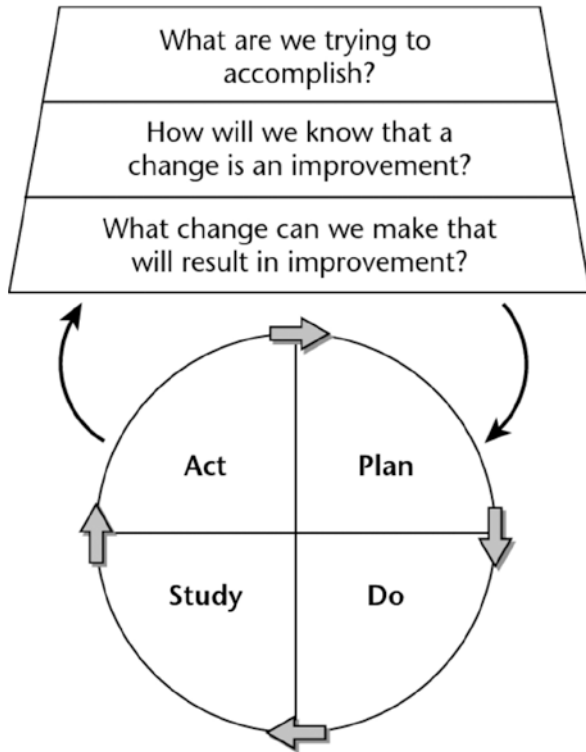 What are we trying to
accomplish?
How will we know that a
change is an improvement?
What change can we make that
will result in improvement?
Act
Plan
Study
Do